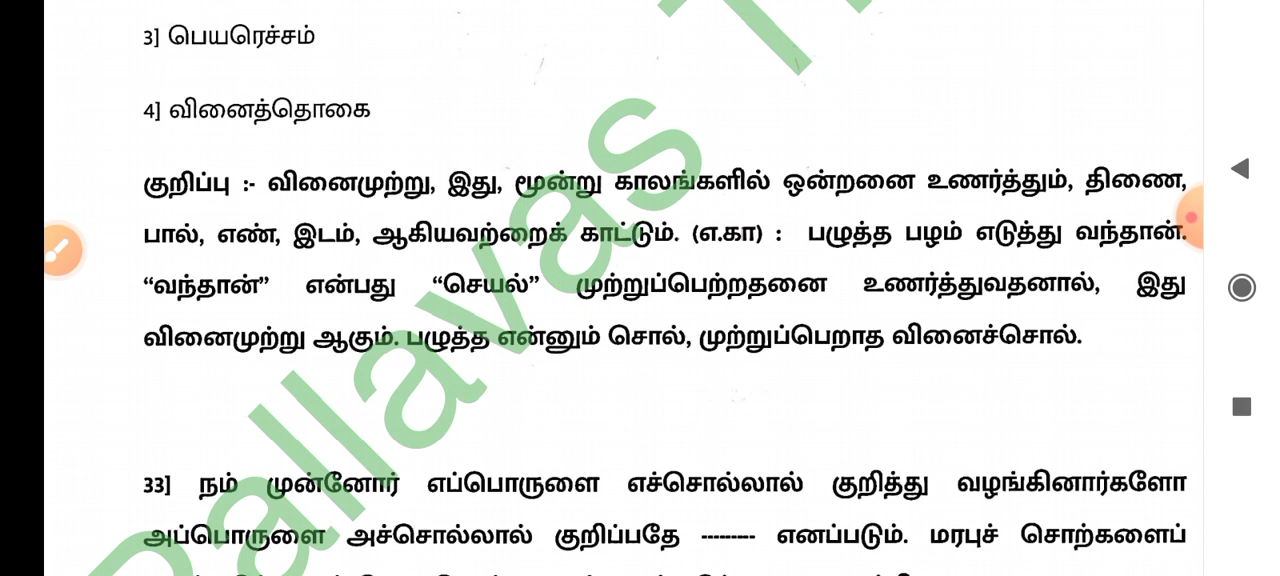 3] பெயரெச்சம்
4] வினைத்தொகை
குறிப்பு :- வினைமுற்று, இது, மூன்று காலங்களில் ஒன்றனை உணர்த்தும், திணை,
பால், எண், இடம், ஆகியவற்றைக் காட்டும். (எ.கா) : பழுத்த பழம் எடுத்து வந்தான்.
“வந்தான்” என்பது “செயல்” முற்றுப்பெற்றதனை உணர்த்துவதனால், இது
வினைமுற்று ஆகும். பழுத்த என்னும் சொல், முற்றுப்பெறாத வினைச்சொல்.
33] நம் முன்னோர் எப்பொருளை எச்சொல்லால் குறித்து வழங்கினார்களோ
அப்பொருளை அச்சொல்லால் குறிப்பதே --------- எனப்படும். மரபுச் சொற்களைப்
Pallavas T